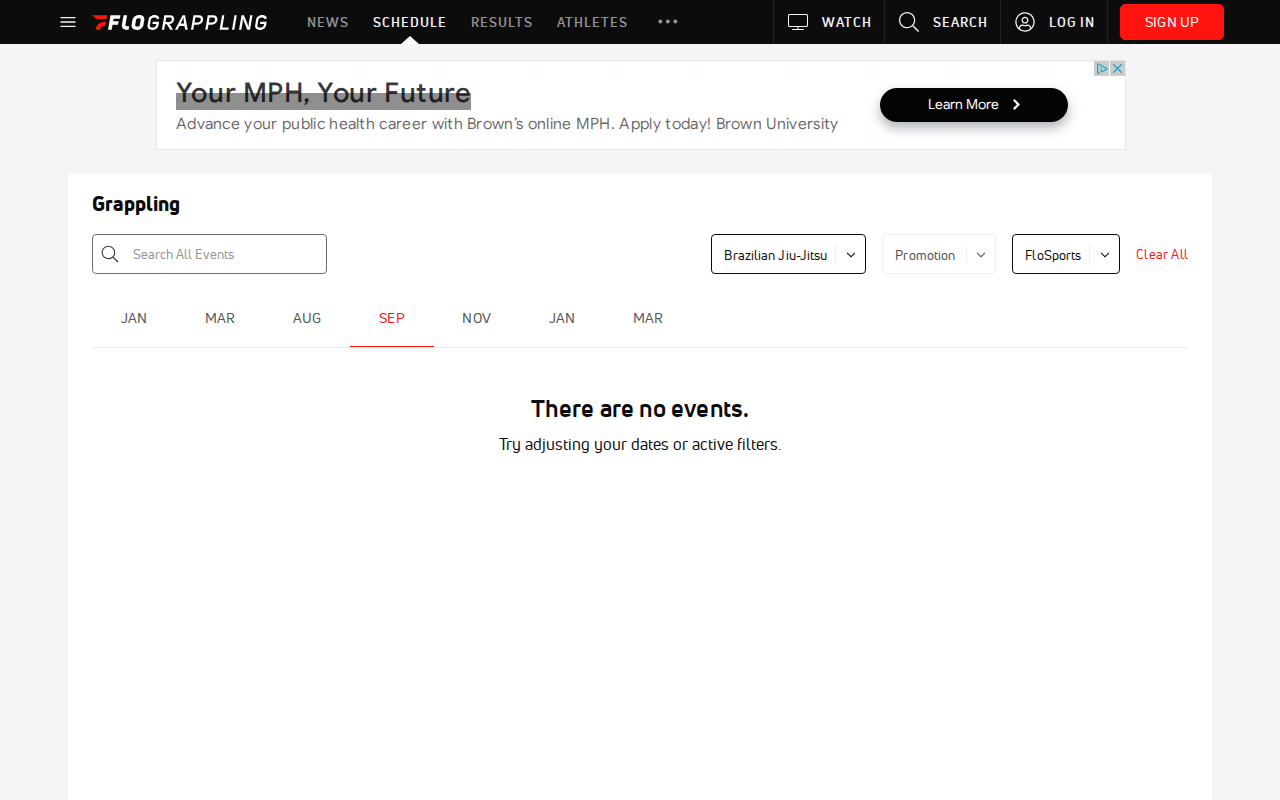 FLOGRAPPLING
NEWS
SCHEDULE
RESULTS
ATHLETES
WATCH
SEARCH
LOG IN
SIGN UP
Your MPH, Your Future
Advance your public health career with Brown's online MPH. Apply today! Brown University
Learn More
Grappling
Search All Events
Brazilian Jiu-Jitsu
Promotion
FloSports
Clear All
JAN
MAR
AUG
SEP
NOV
JAN
MAR
There are no events.
Try adjusting your dates or active filters.